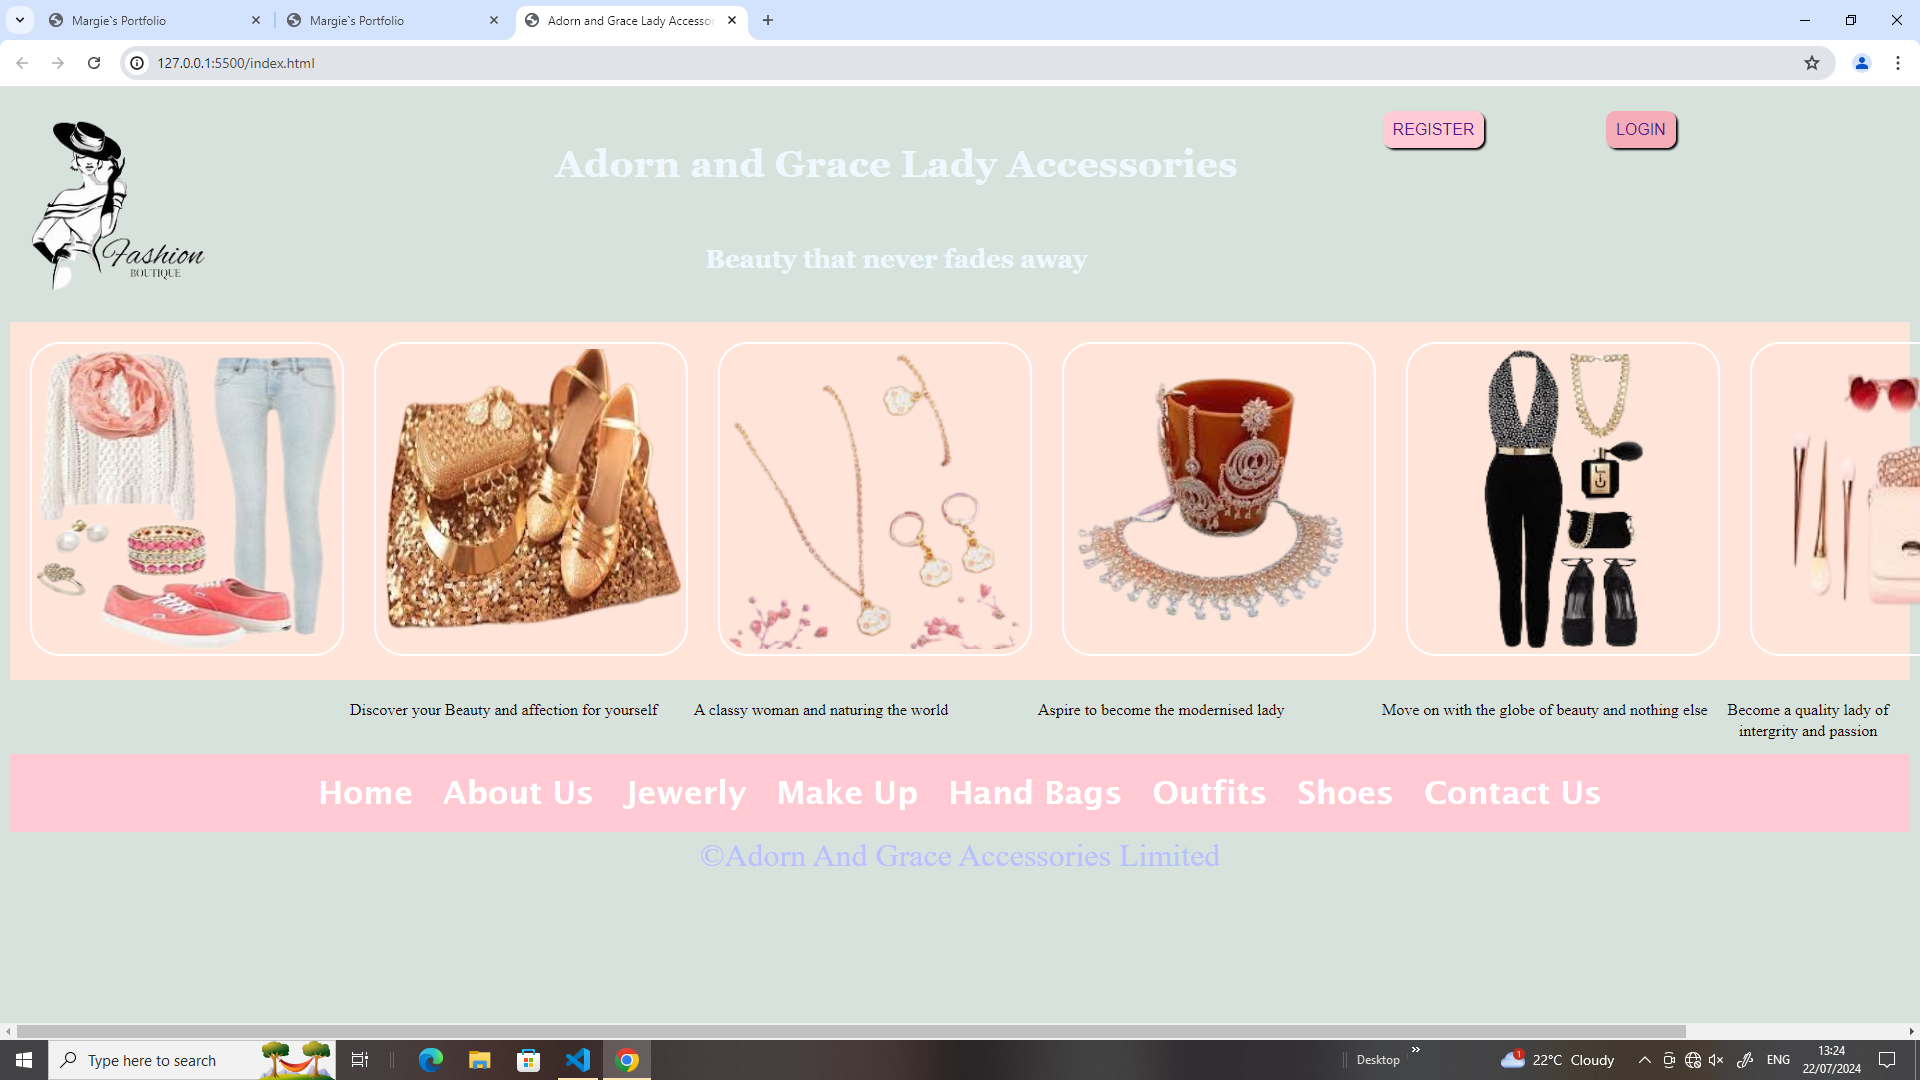 Margie`s Portfolio
Margie`s Portfolio
Adorn and Grace Lady Accessor
127.0.0.1:5500/index.html
REGISTER
LOGIN
Adorn and Grace Lady Accessories
Fashion
BOUTIQUE
Beauty that never fades away
Discover your Beauty and affection for yourself
A classy woman and naturing the world
Aspire to become the modernised lady
Move on with the globe of beauty and nothing else
Become a quality lady of
intergrity and passion
Home About Us Jewerly Make Up Hand Bags Outfits Shoes Contact Us
©Adorn And Grace Accessories Limited
Type here to search
Desktop
1
22°C Cloudy
ENG
13:24
22/07/2024